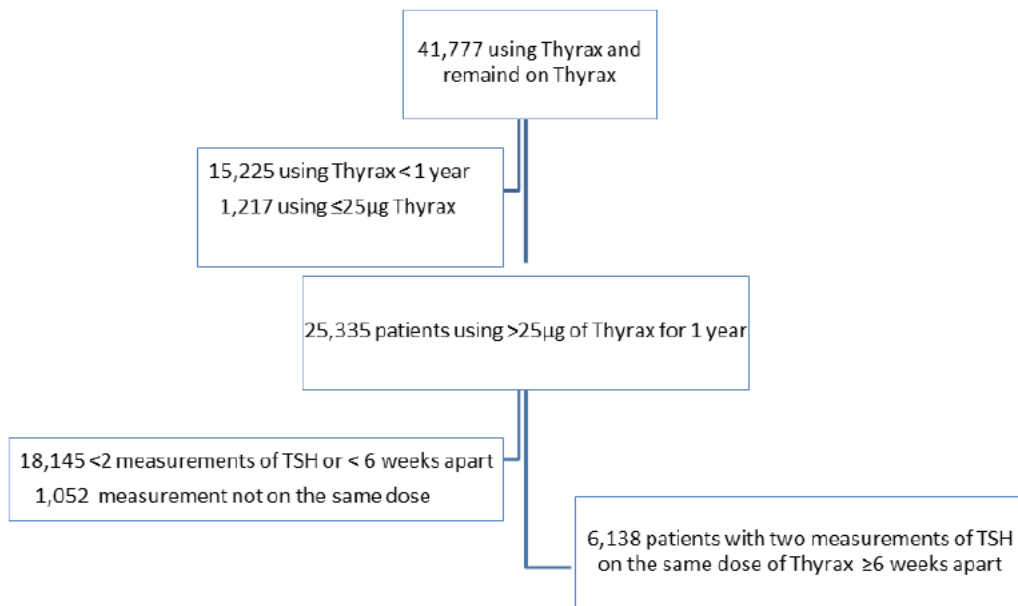 41,777 using Thyrax and
remaind on Thyrax
15,225 using Thyrax < 1 year
1,217 using ≤25µg Thyrax
25,335 patients using >25µg of Thyrax for 1 year
18,145 <2 measurements of TSH or < 6 weeks apart
1,052 measurement not on the same dose
6,138 patients with two measurements of TSH
on the same dose of Thyrax ≥6 weeks apart